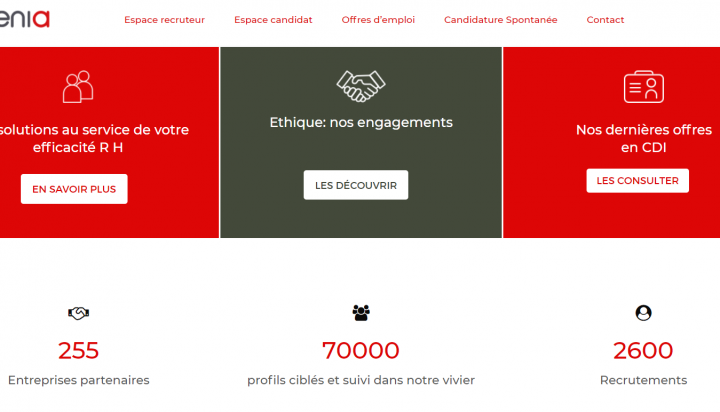 enia
Espace recruteur Espace candidat Offres d'emploi Candidature Spontanée Contact
solutions au service de votre
efficacité R H
EN SAVOIR PLUS
Ethique: nos engagements
LES DÉCOUVRIR
Nos dernières offres
en CDI
LES CONSULTER
255
Entreprises partenaires
70000
profils ciblés et suivi dans notre vivier
2600
Recrutements